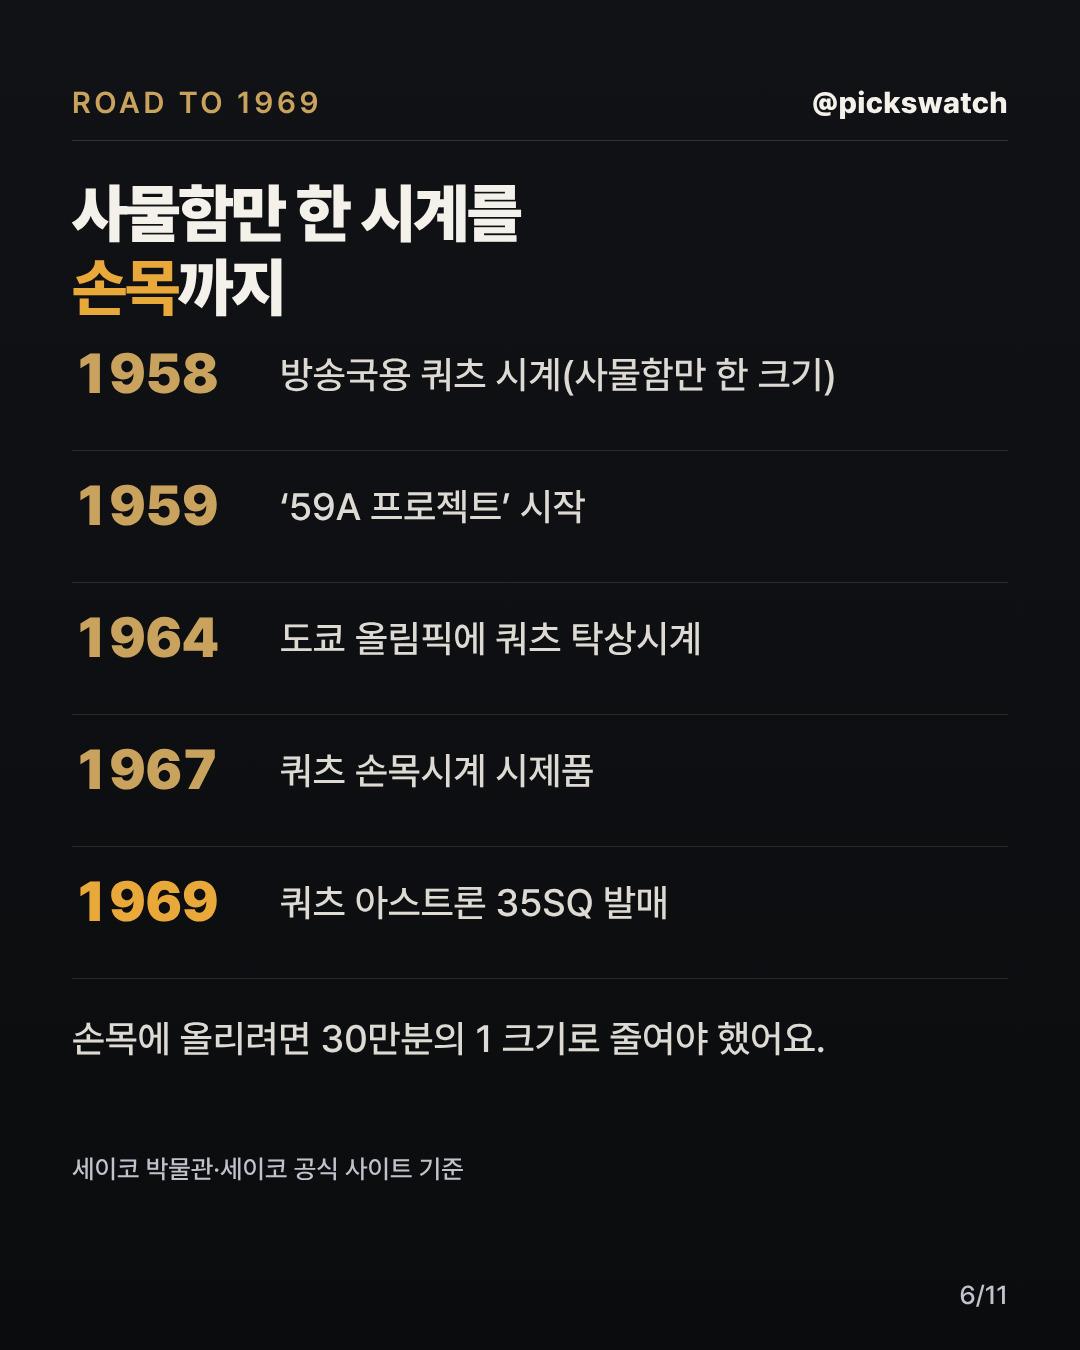 ROAD TO 1969
@pickswatch
사물함만 한 시계를
손목까지
1958 방송국용 쿼츠 시계(사물함만 한 크기)
1959 ‘59A 프로젝트’ 시작
1964 도쿄 올림픽에 쿼츠 탁상시계
1967 쿼츠 손목시계 시제품
1969 쿼츠 아스트론 35SQ 발매
손목에 올리려면 30만분의 1 크기로 줄여야 했어요.
세이코 박물관·세이코 공식 사이트 기준
6/11